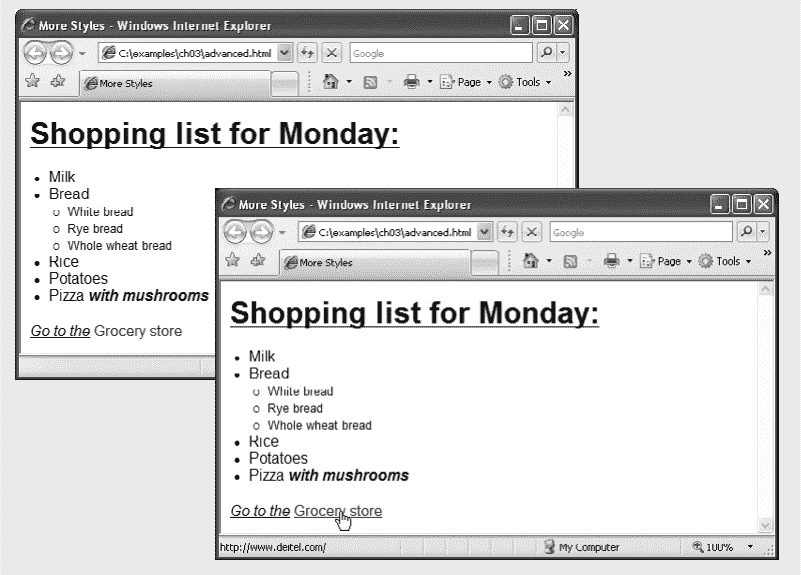 More Styles - Windows Internet Explorer
C:\examples\ch03\advanced.html
Google
More Styles
Page
Tools
»
Shopping list for Monday:
• Milk
• Bread
o White bread
o Rye bread
o Whole wheat bread
• Rice
• Potatoes
• Pizza with mushrooms
Go to the Grocery store
More Styles - Windows Internet Explorer
C:\examples\ch03\advanced.html
Google
More Styles
Page
Tools
»
Shopping list for Monday:
• Milk
• Bread
o White bread
o Rye bread
o Whole wheat bread
• Rice
• Potatoes
• Pizza with mushrooms
Go to the Grocery store
http://www.deitel.com/
My Computer
100%